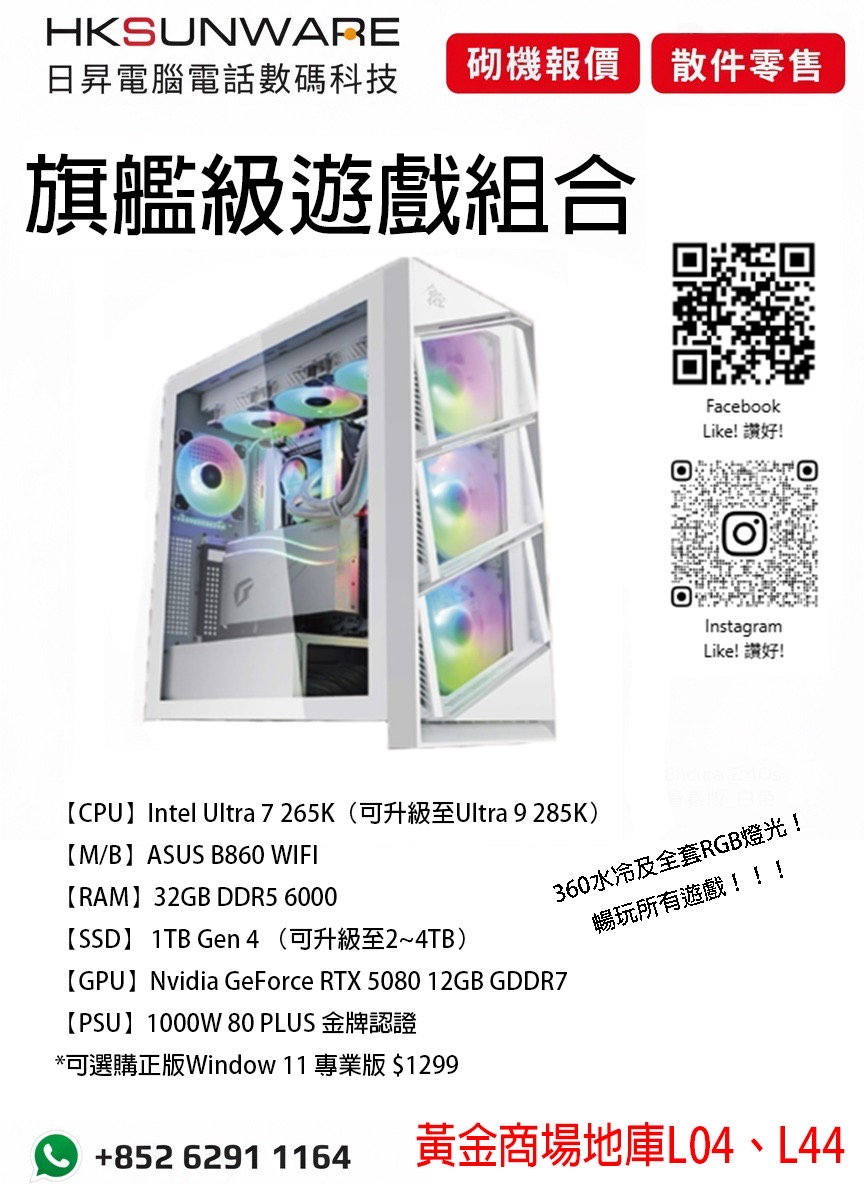 HKSUNWARE
日昇電腦電話數碼科技
砌機報價
散件零售
旗艦級遊戲組合
Facebook
Like! 讚好!
Instagram
Like! 讚好!
【CPU】Intel Ultra 7 265K（可升級至Ultra 9 285K）
【M/B】ASUS B860 WIFI
【RAM】32GB DDR5 6000
【SSD】 1TB Gen 4 （可升級至2~4TB）
【GPU】Nvidia GeForce RTX 5080 12GB GDDR7
【PSU】1000W 80 PLUS 金牌認證
*可選購正版Window 11 專業版 $1299
360水冷及全套RGB燈光！
暢玩所有遊戲！！！
+852 6291 1164
黃金商場地庫L04、L44